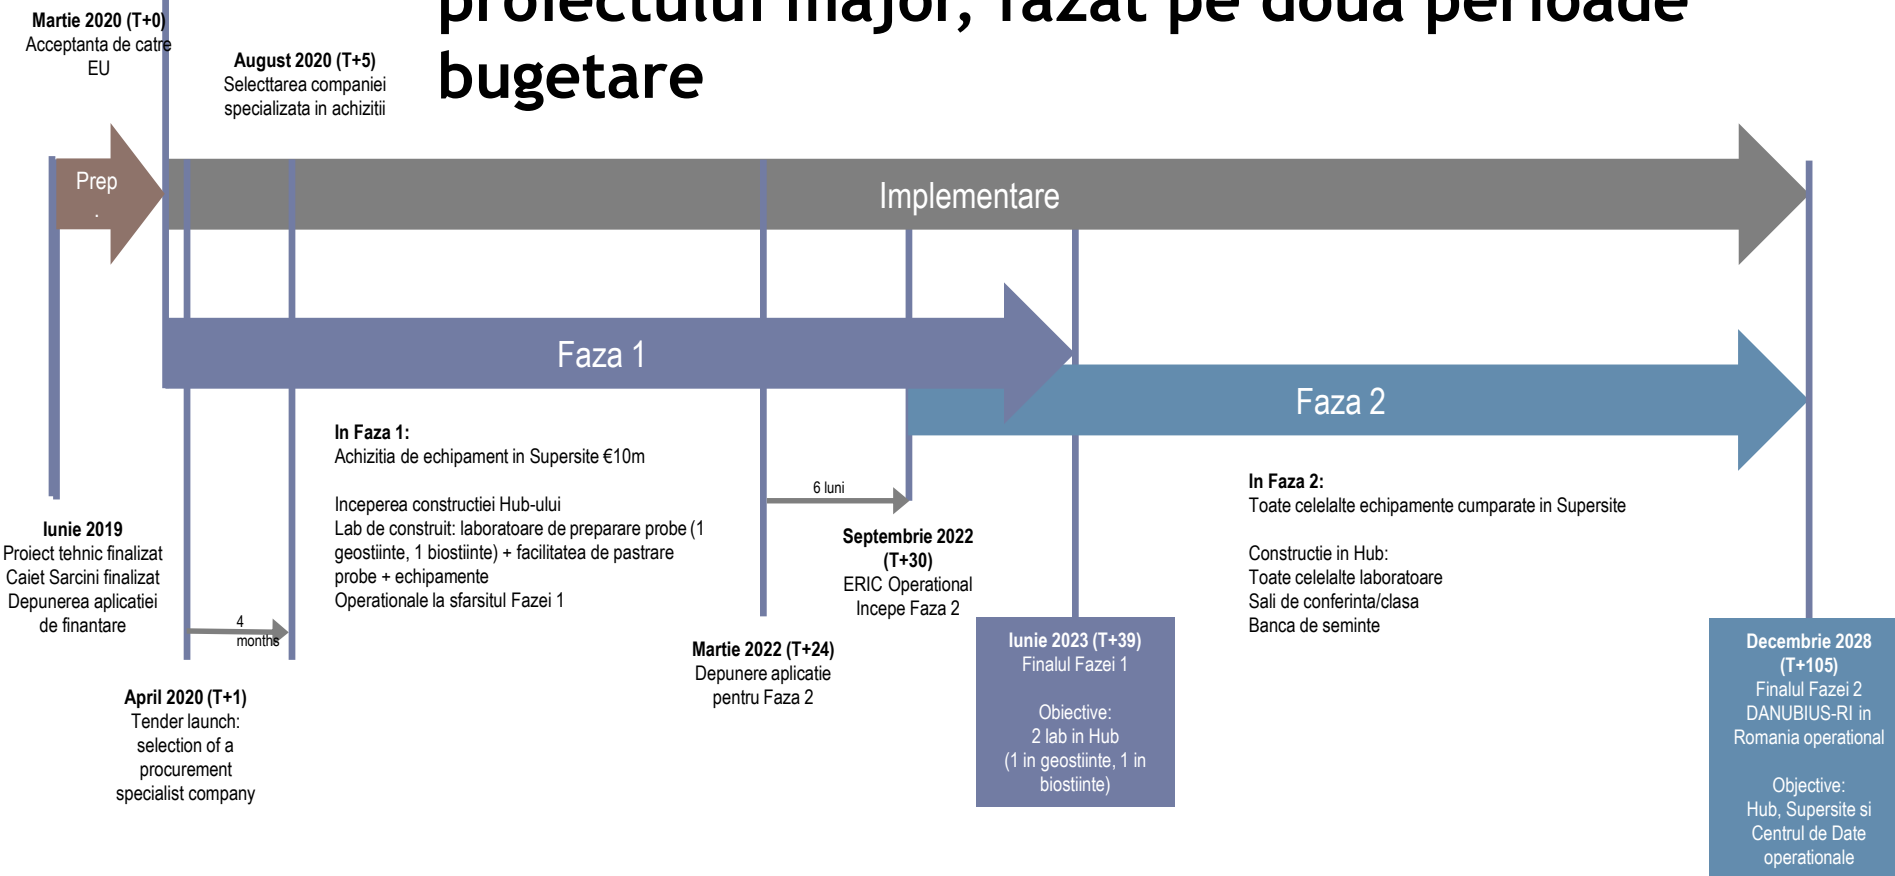 proiectului major, fazat pe doua perioade
bugetare
Martie 2020 (T+0)
Acceptanta de catre
EU
August 2020 (T+5)
Selecttarea companiei
specializata in achizitii
Prep
.
Implementare
Faza 1
Faza 2
In Faza 1:
Achizitia de echipament in Supersite €10m
Inceperea constructiei Hub-ului
Lab de construit: laboratoare de preparare probe (1
geostiinte, 1 biostiinte) + facilitatea de pastrare
probe + echipamente
Operationale la sfarsitul Fazei 1
6 luni
In Faza 2:
Toate celelalte echipamente cumparate in Supersite
Constructie in Hub:
Toate celelalte laboratoare
Sali de conferinta/clasa
Banca de seminte
Iunie 2019
Proiect tehnic finalizat
Caiet Sarcini finalizat
Depunerea aplicatiei
de finantare
4
months
Septembrie 2022
(T+30)
ERIC Operational
Incepe Faza 2
April 2020 (T+1)
Tender launch:
selection of a
procurement
specialist company
Martie 2022 (T+24)
Depunere aplicatie
pentru Faza 2
Iunie 2023 (T+39)
Finalul Fazei 1
Obiective:
2 lab in Hub
(1 in geostiinte, 1 in
biostiinte)
Decembrie 2028
(T+105)
Finalul Fazei 2
DANUBIUS-RI in
Romania operational
Objective:
Hub, Supersite si
Centrul de Date
operationale